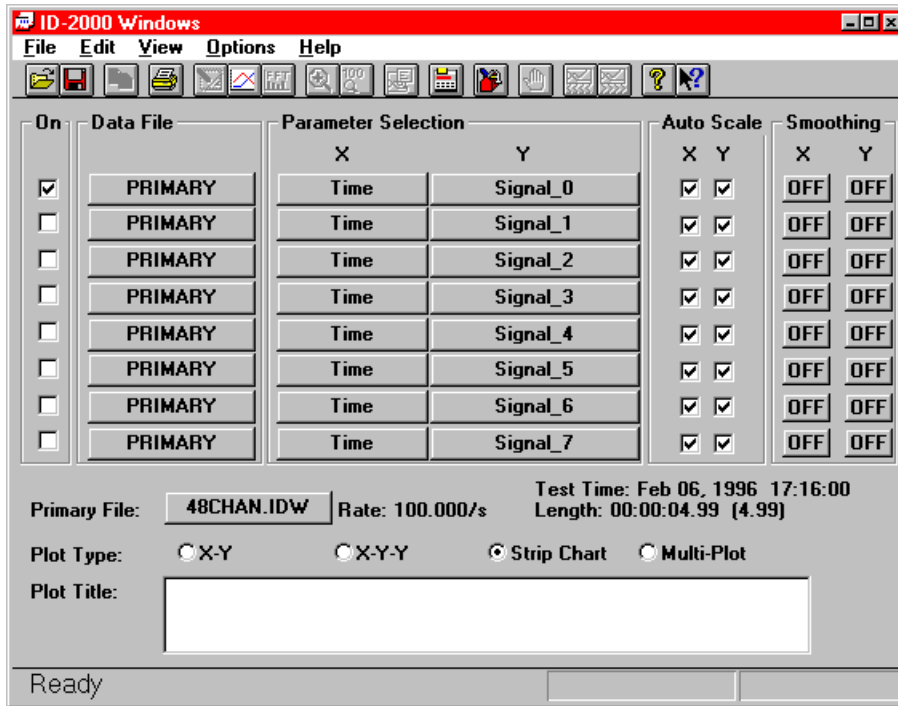 ID-2000 Windows
File Edit View Options Help
FFT 100
On Data File Parameter Selection Auto Scale Smoothing
X Y X Y X Y
PRIMARY Time Signal_0 OFF OFF
PRIMARY Time Signal_1 OFF OFF
PRIMARY Time Signal_2 OFF OFF
PRIMARY Time Signal_3 OFF OFF
PRIMARY Time Signal_4 OFF OFF
PRIMARY Time Signal_5 OFF OFF
PRIMARY Time Signal_6 OFF OFF
PRIMARY Time Signal_7 OFF OFF
Test Time: Feb 06, 1996 17:16:00
Primary File: 48CHAN.IDW Rate: 100.000/s Length: 00:00:04.99 (4.99)
Plot Type: X-Y X-Y-Y Strip Chart Multi-Plot
Plot Title:
Ready